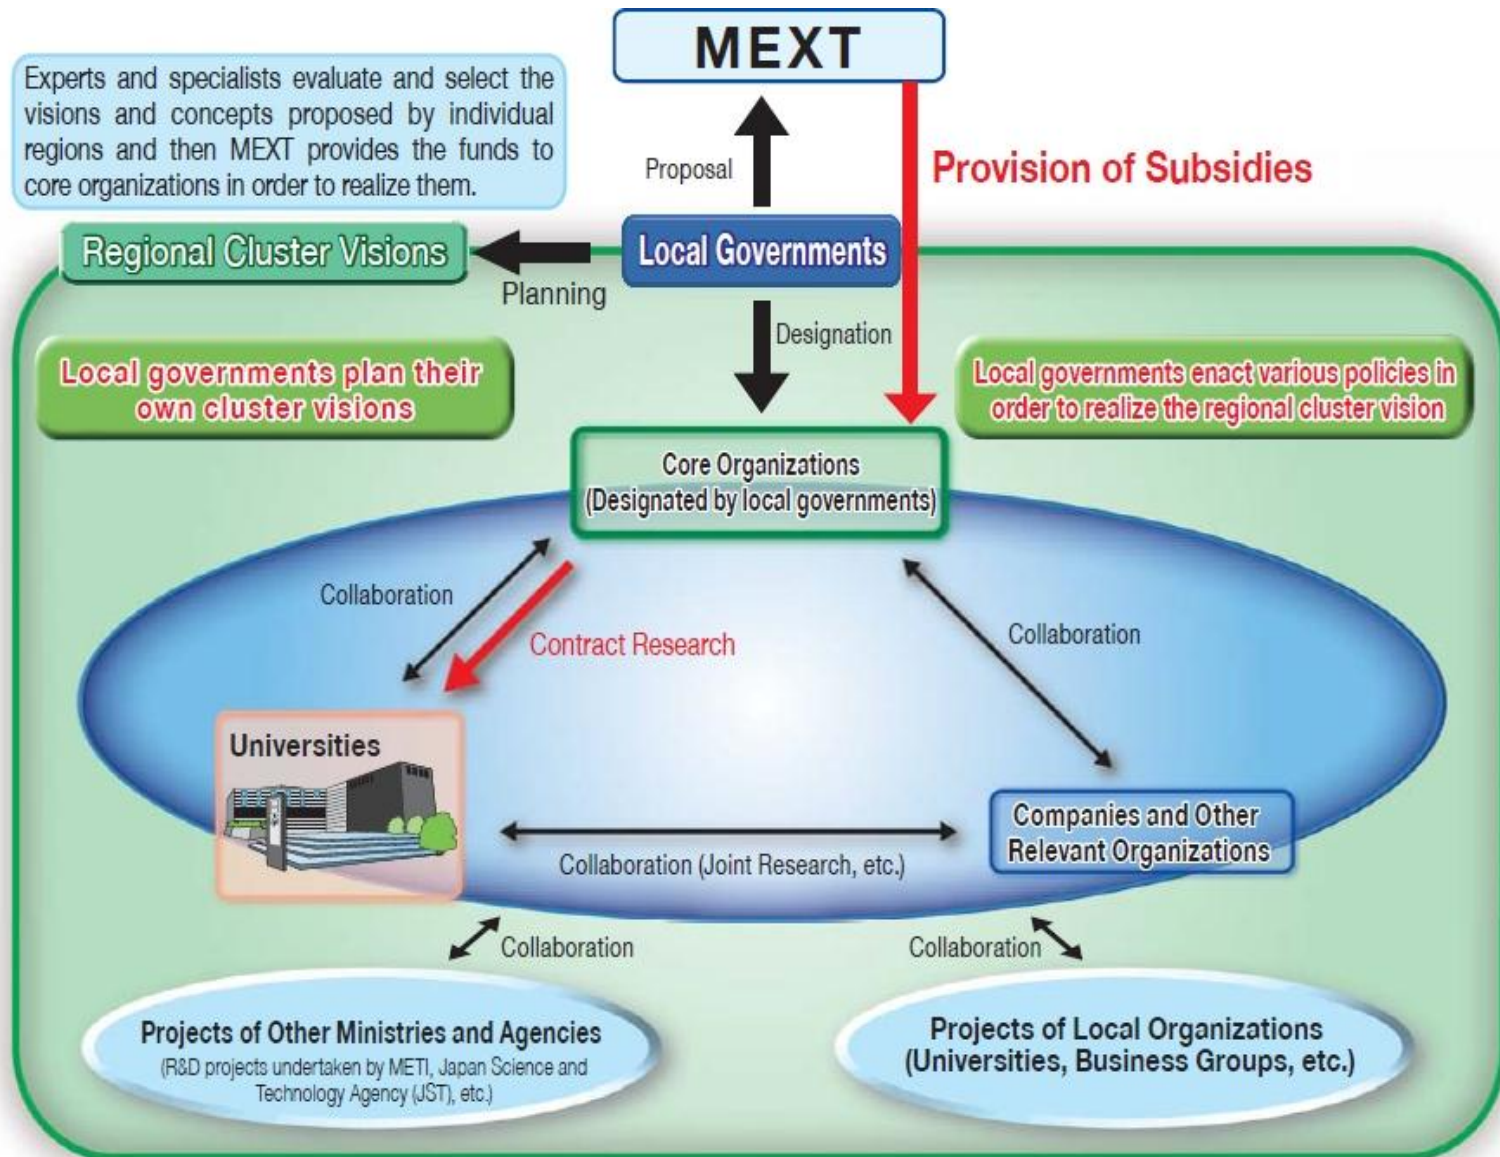 MEXT
Experts and specialists evaluate and select the
visions and concepts proposed by individual
regions and then MEXT provides the funds to
core organizations in order to realize them.
Proposal
Provision of Subsidies
Regional Cluster Visions
Local Governments
Planning
Designation
Local governments plan their
own cluster visions
Local governments enact various policies in
order to realize the regional cluster vision
Core Organizations
(Designated by local governments)
Collaboration
Contract Research
Collaboration
Universities
Companies and Other
Relevant Organizations
Collaboration (Joint Research, etc.)
Collaboration
Collaboration
Projects of Other Ministries and Agencies
(R&D projects undertaken by METI, Japan Science and
Technology Agency (JST), etc.)
Projects of Local Organizations
(Universities, Business Groups, etc.)